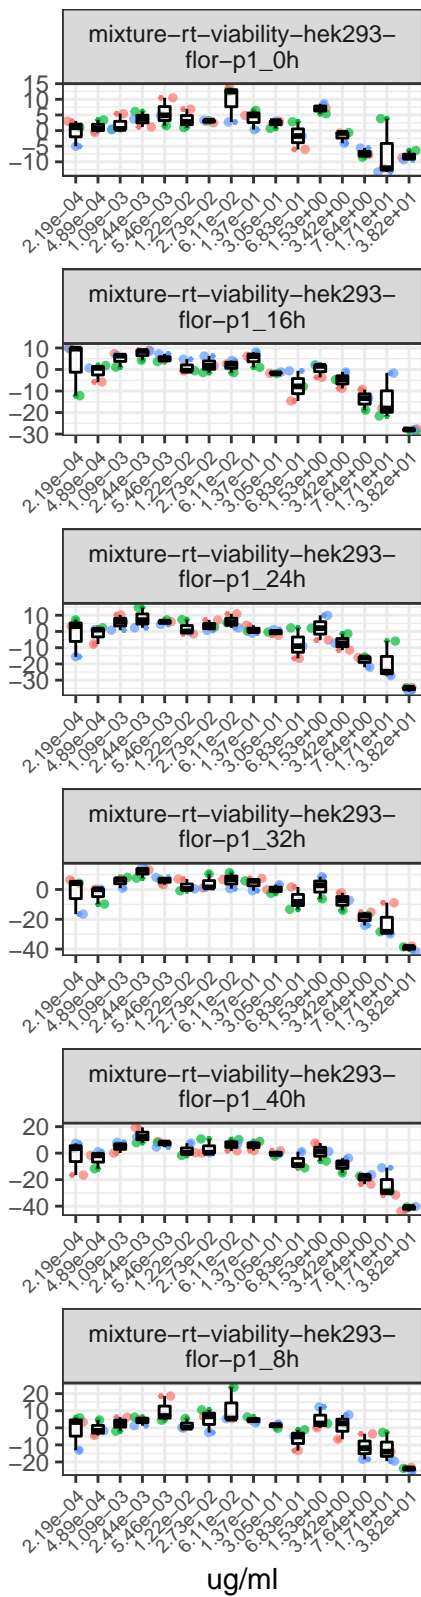 mixture−rt−viability−hek293−
flor−p1_0h
15
10
5
0
−5
−10
2.19e−04
4.89e−04
1.09e−03
2.44e−03
5.46e−03
1.22e−02
2.73e−02
6.11e−02
1.37e−01
3.05e−01
6.83e−01
1.53e+00
3.42e+00
7.64e+00
1.71e+01
3.82e+01
mixture−rt−viability−hek293−
flor−p1_16h
10
0
−10
−20
−30
2.19e−04
4.89e−04
1.09e−03
2.44e−03
5.46e−03
1.22e−02
2.73e−02
6.11e−02
1.37e−01
3.05e−01
6.83e−01
1.53e+00
3.42e+00
7.64e+00
1.71e+01
3.82e+01
mixture−rt−viability−hek293−
flor−p1_24h
10
0
−10
−20
−30
2.19e−04
4.89e−04
1.09e−03
2.44e−03
5.46e−03
1.22e−02
2.73e−02
6.11e−02
1.37e−01
3.05e−01
6.83e−01
1.53e+00
3.42e+00
7.64e+00
1.71e+01
3.82e+01
mixture−rt−viability−hek293−
flor−p1_32h
0
−20
−40
2.19e−04
4.89e−04
1.09e−03
2.44e−03
5.46e−03
1.22e−02
2.73e−02
6.11e−02
1.37e−01
3.05e−01
6.83e−01
1.53e+00
3.42e+00
7.64e+00
1.71e+01
3.82e+01
mixture−rt−viability−hek293−
flor−p1_40h
20
0
−20
−40
2.19e−04
4.89e−04
1.09e−03
2.44e−03
5.46e−03
1.22e−02
2.73e−02
6.11e−02
1.37e−01
3.05e−01
6.83e−01
1.53e+00
3.42e+00
7.64e+00
1.71e+01
3.82e+01
mixture−rt−viability−hek293−
flor−p1_8h
20
10
0
−10
−20
2.19e−04
4.89e−04
1.09e−03
2.44e−03
5.46e−03
1.22e−02
2.73e−02
6.11e−02
1.37e−01
3.05e−01
6.83e−01
1.53e+00
3.42e+00
7.64e+00
1.71e+01
3.82e+01
ug/ml